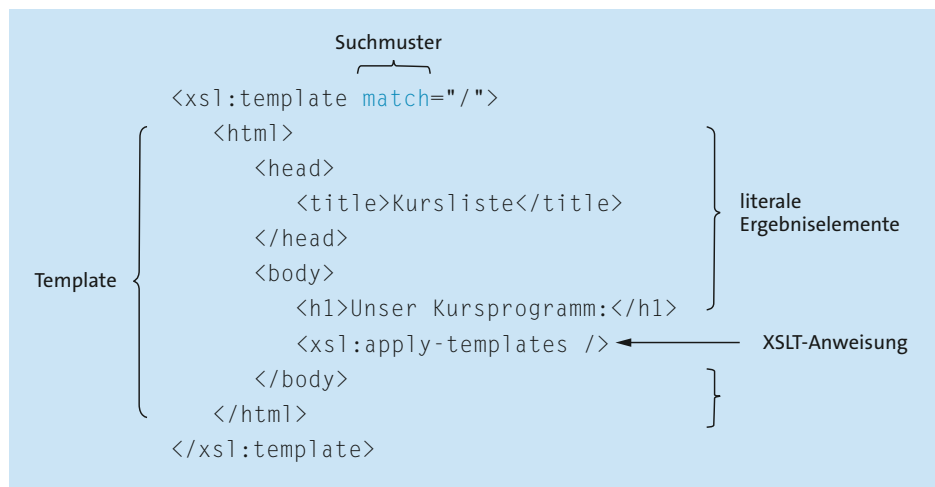 Suchmuster
<xsl:template match="/">
<html>
<head>
<title>Kursliste</title>
</head>
<body>
<h1>Unser Kursprogramm:</h1>
<xsl:apply-templates />
</body>
</html>
</xsl:template>
Template
literale
Ergebniselemente
XSLT-Anweisung